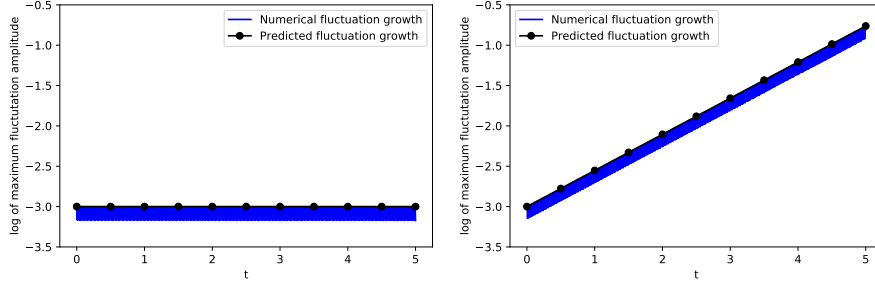 −0.5
−1.0
−1.5
−2.0
−2.5
−3.0
−3.5
log of maximum fluctutation amplitude
Numerical fluctuation growth
Predicted fluctuation growth
0 1 2 3 4 5
t
−0.5
−1.0
−1.5
−2.0
−2.5
−3.0
−3.5
log of maximum fluctutation amplitude
Numerical fluctuation growth
Predicted fluctuation growth
0 1 2 3 4 5
t